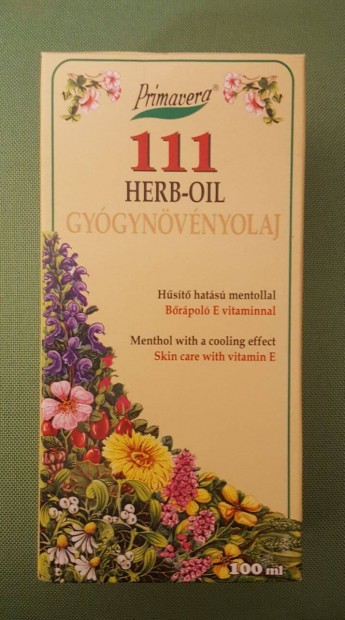 Primavera®
111
HERB-OIL
GYÓGYNÖVÉNYOLAJ
Hűsítő hatású mentollal
Bőrápoló E vitaminnal
Menthol with a cooling effect
Skin care with vitamin E
100 ml